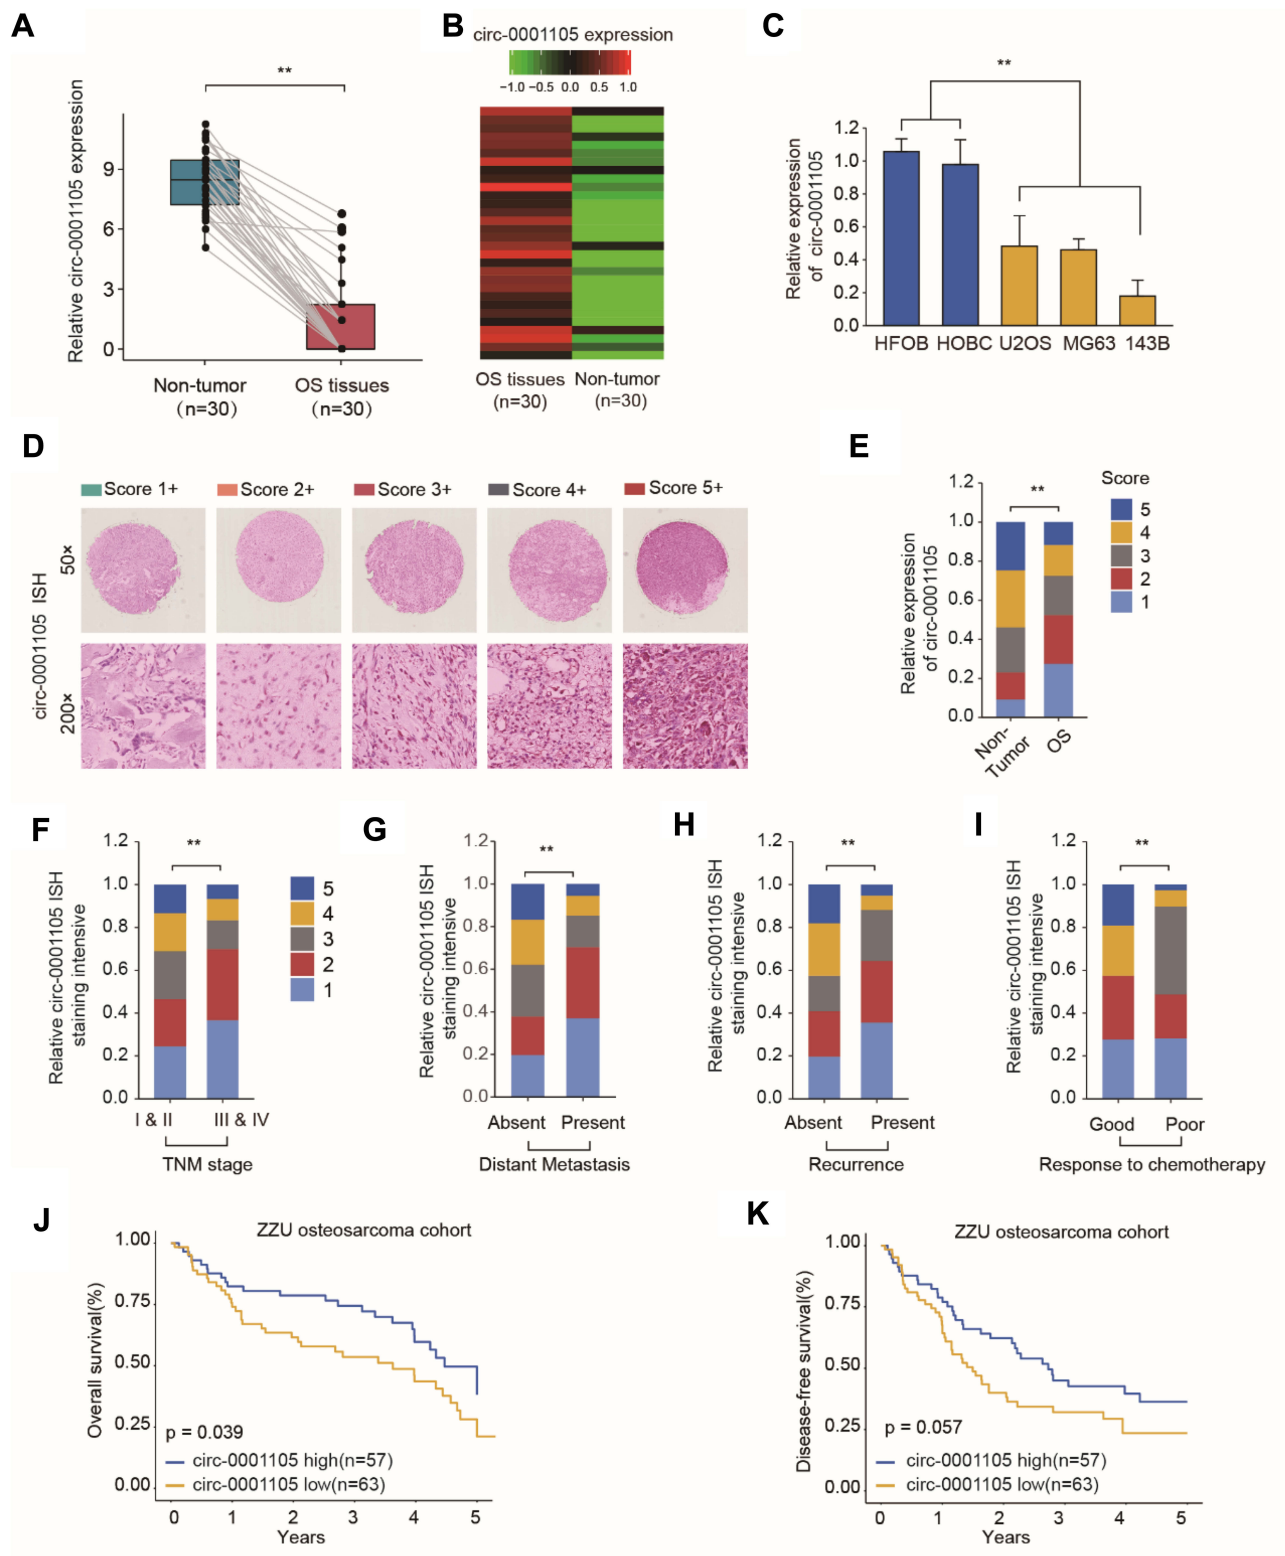 A
Relative circ-0001105 expression
**
9
6
3
0
Non-tumor
(n=30)
OS tissues
(n=30)
B
circ-0001105 expression
−1.0 −0.5 0.0 0.5 1.0
OS tissues
(n=30)
Non-tumor
(n=30)
C
Relative expression
of circ-0001105
**
1.2
1.0
0.8
0.6
0.4
0.2
0.0
HFOB HOBC U2OS MG63 143B
D
Score 1+ Score 2+ Score 3+ Score 4+ Score 5+
circ-0001105 ISH
50×
200×
E
Relative expression
of circ-0001105
**
1.2
1.0
0.8
0.6
0.4
0.2
0.0
Non-
Tumor
OS
Score
5
4
3
2
1
F
Relative circ-0001105 ISH
staining intensive
**
1.2
1.0
0.8
0.6
0.4
0.2
0.0
I & II III & IV
TNM stage
5
4
3
2
1
G
Relative circ-0001105 ISH
staining intensive
**
1.2
1.0
0.8
0.6
0.4
0.2
0.0
Absent Present
Distant Metastasis
H
Relative circ-0001105 ISH
staining intensive
**
1.2
1.0
0.8
0.6
0.4
0.2
0.0
Absent Present
Recurrence
I
Relative circ-0001105 ISH
staining intensive
**
1.2
1.0
0.8
0.6
0.4
0.2
0.0
Good Poor
Response to chemotherapy
J
ZZU osteosarcoma cohort
Overall survival(%)
1.00
0.75
0.50
0.25
0.00
p = 0.039
circ-0001105 high(n=57)
circ-0001105 low(n=63)
0 1 2 3 4 5
Years
K
ZZU osteosarcoma cohort
Disease-free survival(%)
1.00
0.75
0.50
0.25
0.00
p = 0.057
circ-0001105 high(n=57)
circ-0001105 low(n=63)
0 1 2 3 4 5
Years